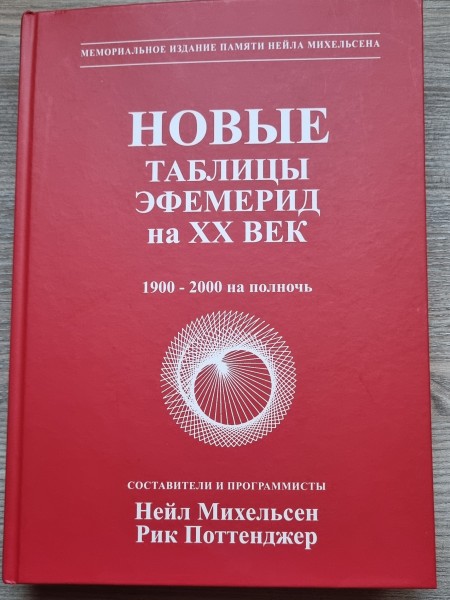 МЕМОРИАЛЬНОЕ ИЗДАНИЕ ПАМЯТИ НЕЙЛА МИХЕЛЬСЕНА
НОВЫЕ
ТАБЛИЦЫ
ЭФЕМЕРИД
на XX ВЕК
1900 - 2000 на полночь
СОСТАВИТЕЛИ И ПРОГРАММИСТЫ
Нейл Михельсен
Рик Поттенджер